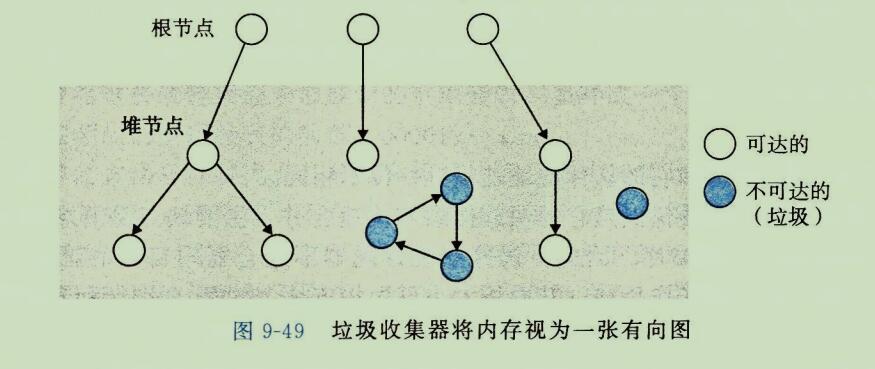 根节点
堆节点
可达的
不可达的
（垃圾）
图 9-49 垃圾收集器将内存视为一张有向图